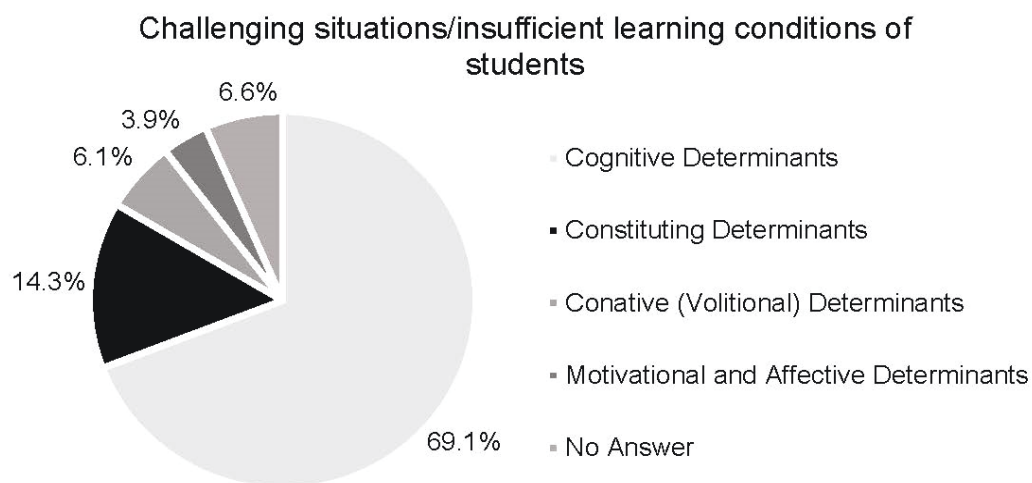 Challenging situations/insufficient learning conditions of
students
6.6%
3.9%
6.1%
14.3%
69.1%
Cognitive Determinants
Constituting Determinants
Conative (Volitional) Determinants
Motivational and Affective Determinants
No Answer